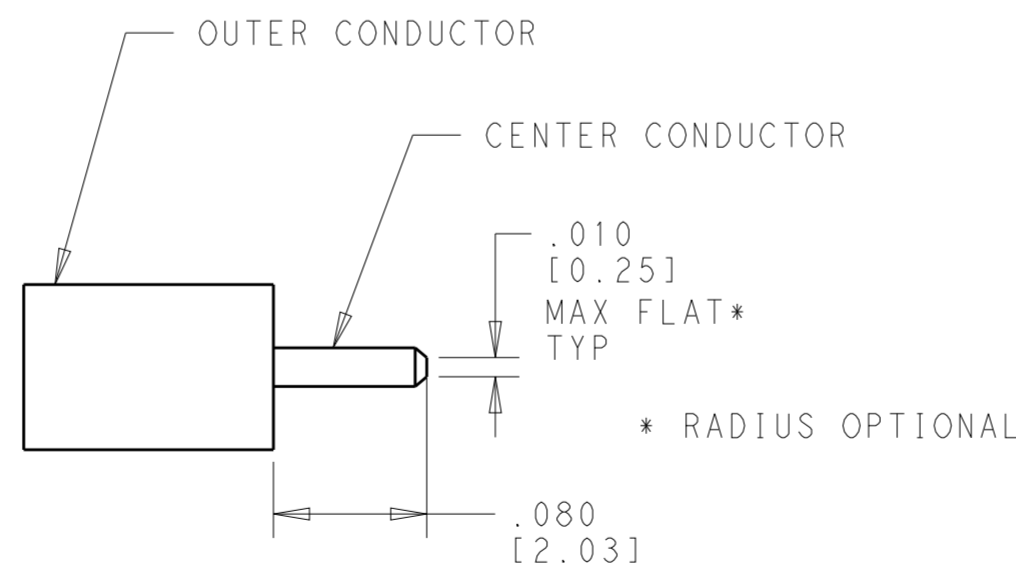 OUTER CONDUCTOR
CENTER CONDUCTOR
.010
[0.25]
MAX FLAT*
TYP
* RADIUS OPTIONAL
.080
[2.03]